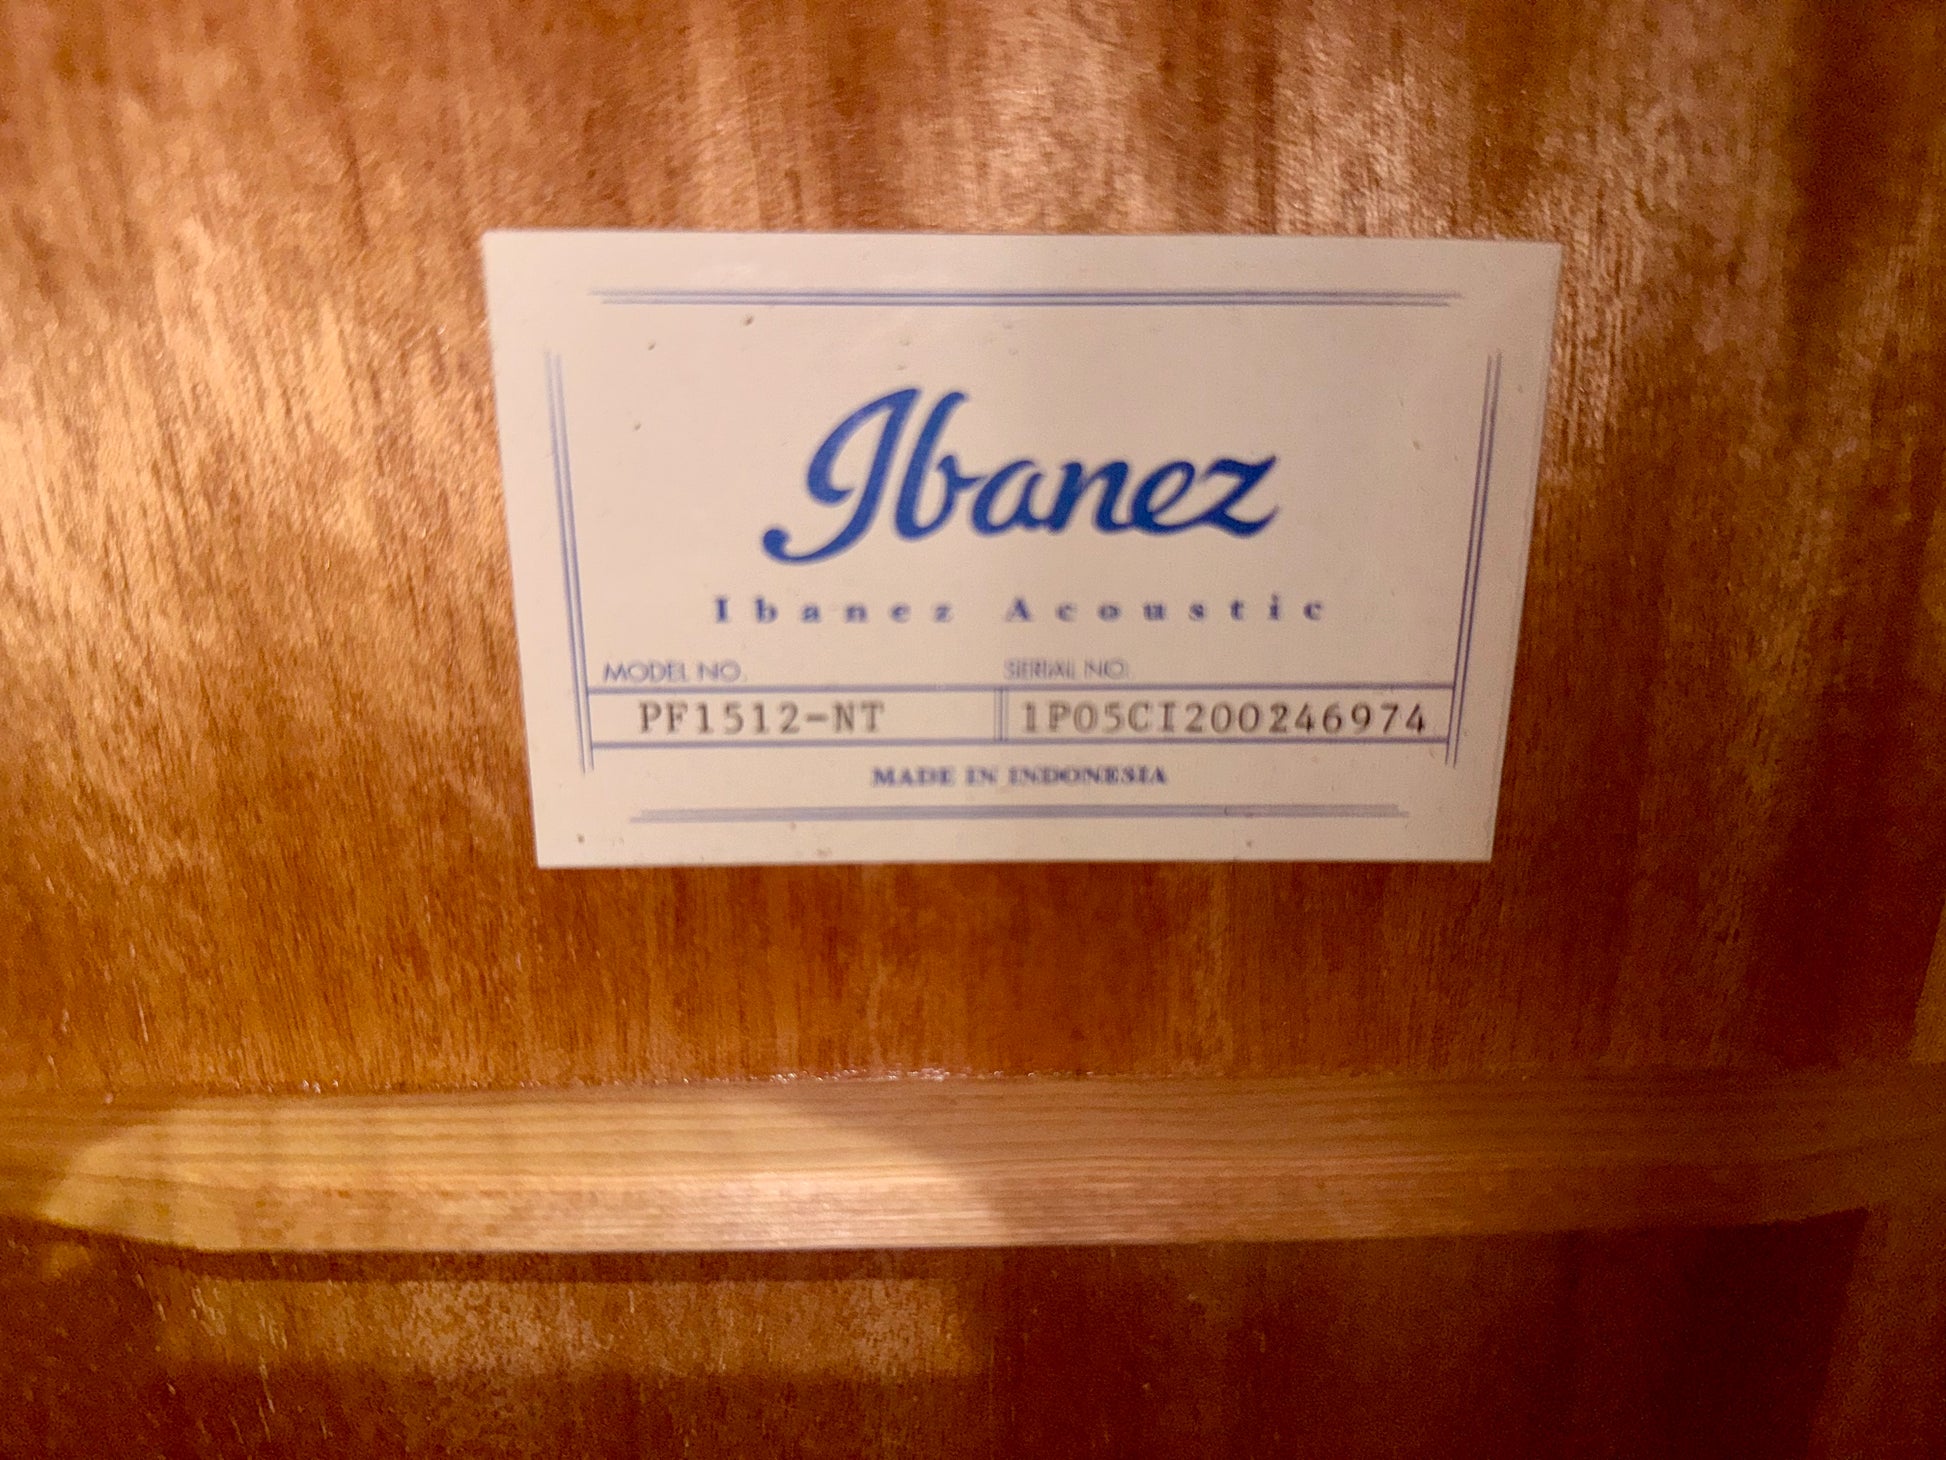 Ibanez
Ibanez Acoustic
MODEL NO. SERIAL NO.
PF1512-NT 1P05CI200246974
MADE IN INDONESIA